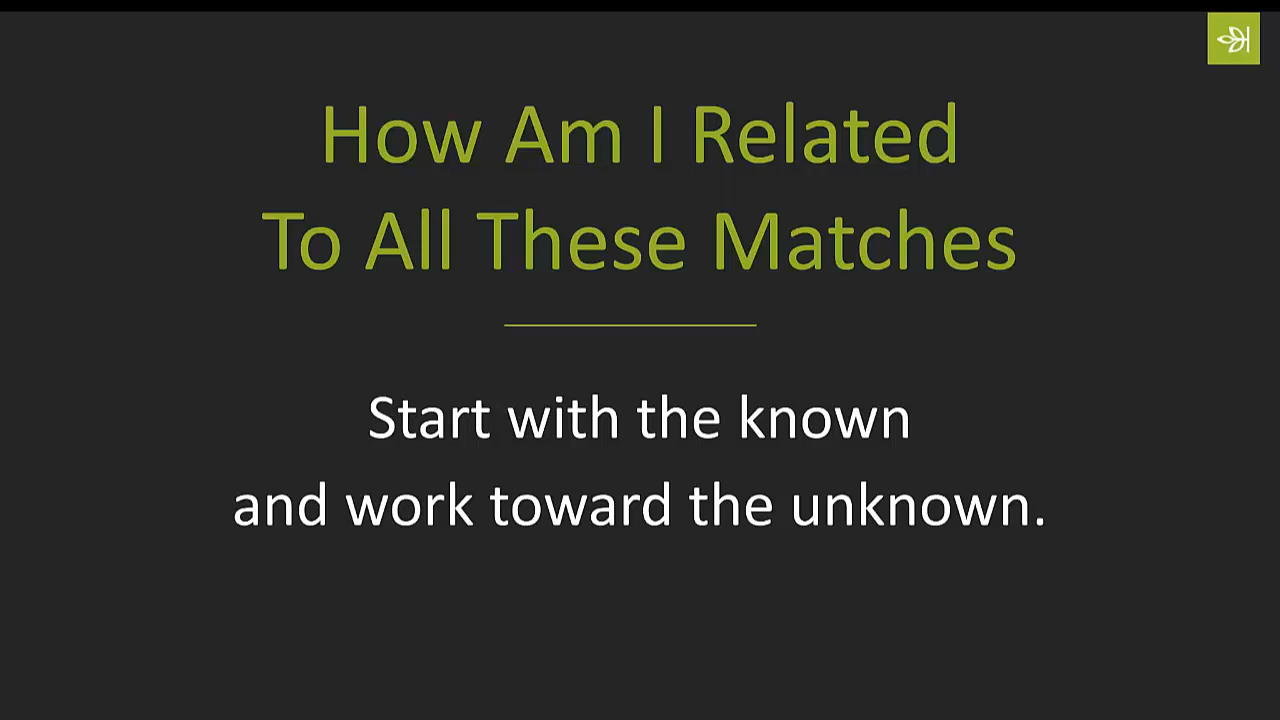 How Am I Related
To All These Matches
Start with the known
and work toward the unknown.